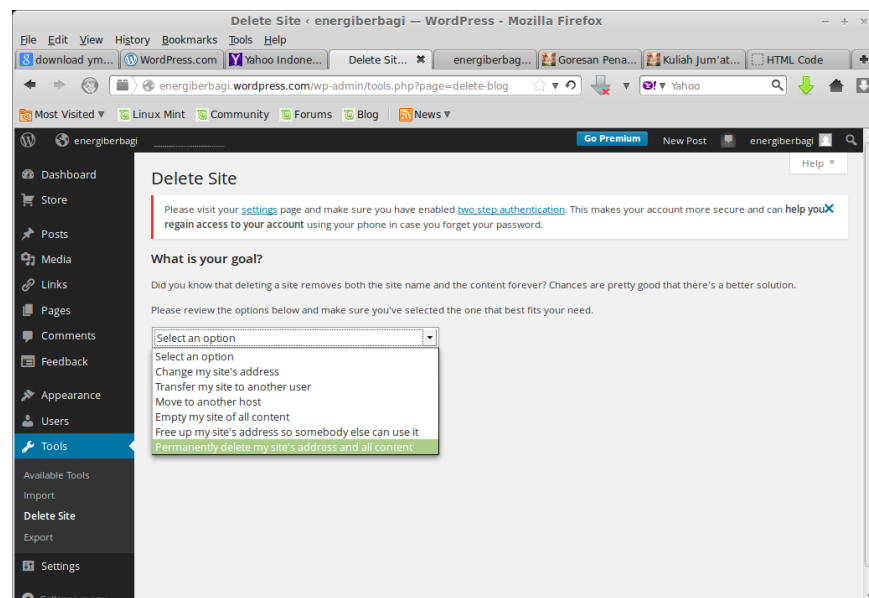 Delete Site ‹ energiberbagi — WordPress - Mozilla Firefox
File Edit View History Bookmarks Tools Help
download ym... WordPress.com Yahoo Indone... Delete Sit... energiberbag... Goresan Pena... Kuliah Jum'at... HTML Code
energiberbagi.wordpress.com/wp-admin/tools.php?page=delete-blog Yahoo
Most Visited Linux Mint Community Forums Blog News
energiberbagi Go Premium New Post energiberbagi
Help
Dashboard
Store
Posts
Media
Links
Pages
Comments
Feedback
Appearance
Users
Tools
Available Tools
Import
Delete Site
Export
Settings
Delete Site
Please visit your settings page and make sure you have enabled two step authentication. This makes your account more secure and can help you
regain access to your account using your phone in case you forget your password.
What is your goal?
Did you know that deleting a site removes both the site name and the content forever? Chances are pretty good that there's a better solution.
Please review the options below and make sure you've selected the one that best fits your need.
Select an option
Select an option
Change my site's address
Transfer my site to another user
Move to another host
Empty my site of all content
Free up my site's address so somebody else can use it
Permanently delete my site's address and all content